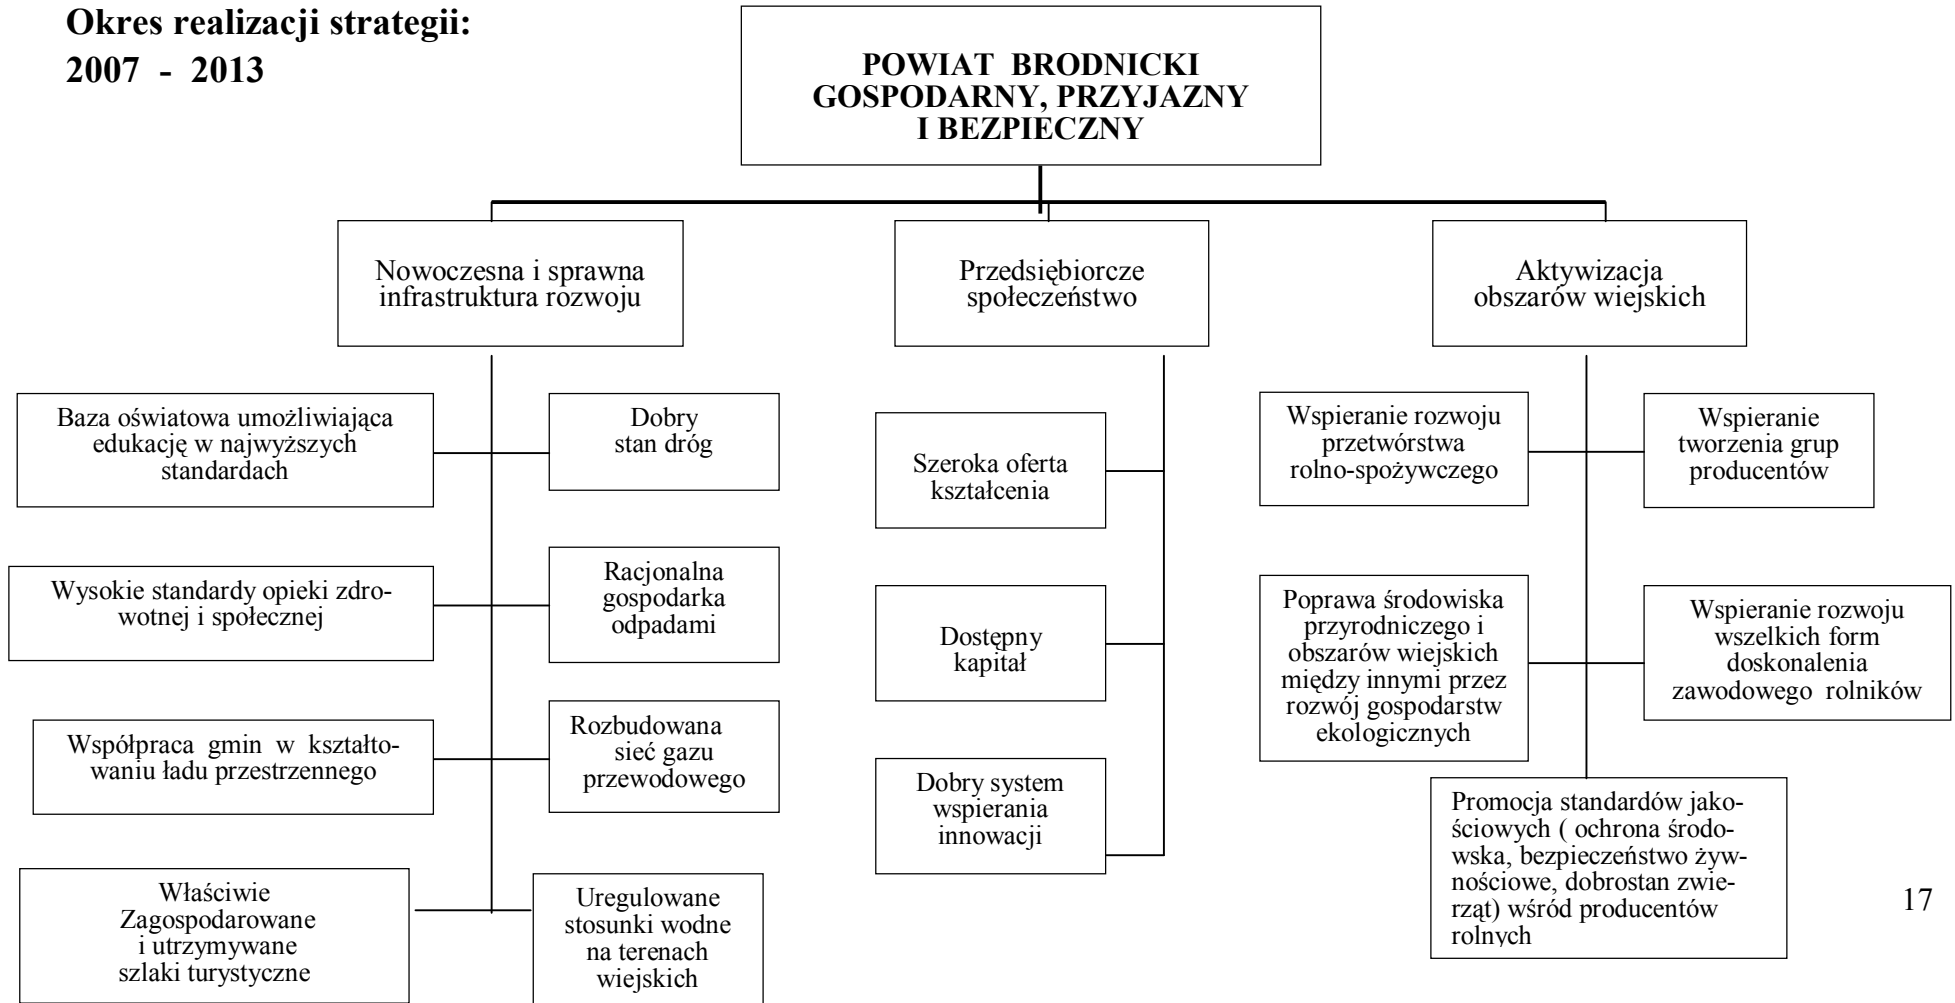 Okres realizacji strategii:
2007 - 2013
POWIAT BRODNICKI
GOSPODARNY, PRZYJAZNY
I BEZPIECZNY
Nowoczesna i sprawna
infrastruktura rozwoju
Przedsiębiorcze
społeczeństwo
Aktywizacja
obszarów wiejskich
Baza oświatowa umożliwiająca
edukację w najwyższych
standardach
Dobry
stan dróg
Wysokie standardy opieki zdro-
wotnej i społecznej
Racjonalna
gospodarka
odpadami
Współpraca gmin w kształto-
waniu ładu przestrzennego
Rozbudowana
sieć gazu
przewodowego
Właściwie
Zagospodarowane
i utrzymywane
szlaki turystyczne
Uregulowane
stosunki wodne
na terenach
wiejskich
Szeroka oferta
kształcenia
Dostępny
kapitał
Dobry system
wspierania
innowacji
Wspieranie rozwoju
przetwórstwa
rolno-spożywczego
Wspieranie
tworzenia grup
producentów
Poprawa środowiska
przyrodniczego i
obszarów wiejskich
między innymi przez
rozwój gospodarstw
ekologicznych
Wspieranie rozwoju
wszelkich form
doskonalenia
zawodowego rolników
Promocja standardów jako-
ściowych ( ochrona środo-
wska, bezpieczeństwo żyw-
nościowe, dobrostan zwie-
rząt) wśród producentów
rolnych
17